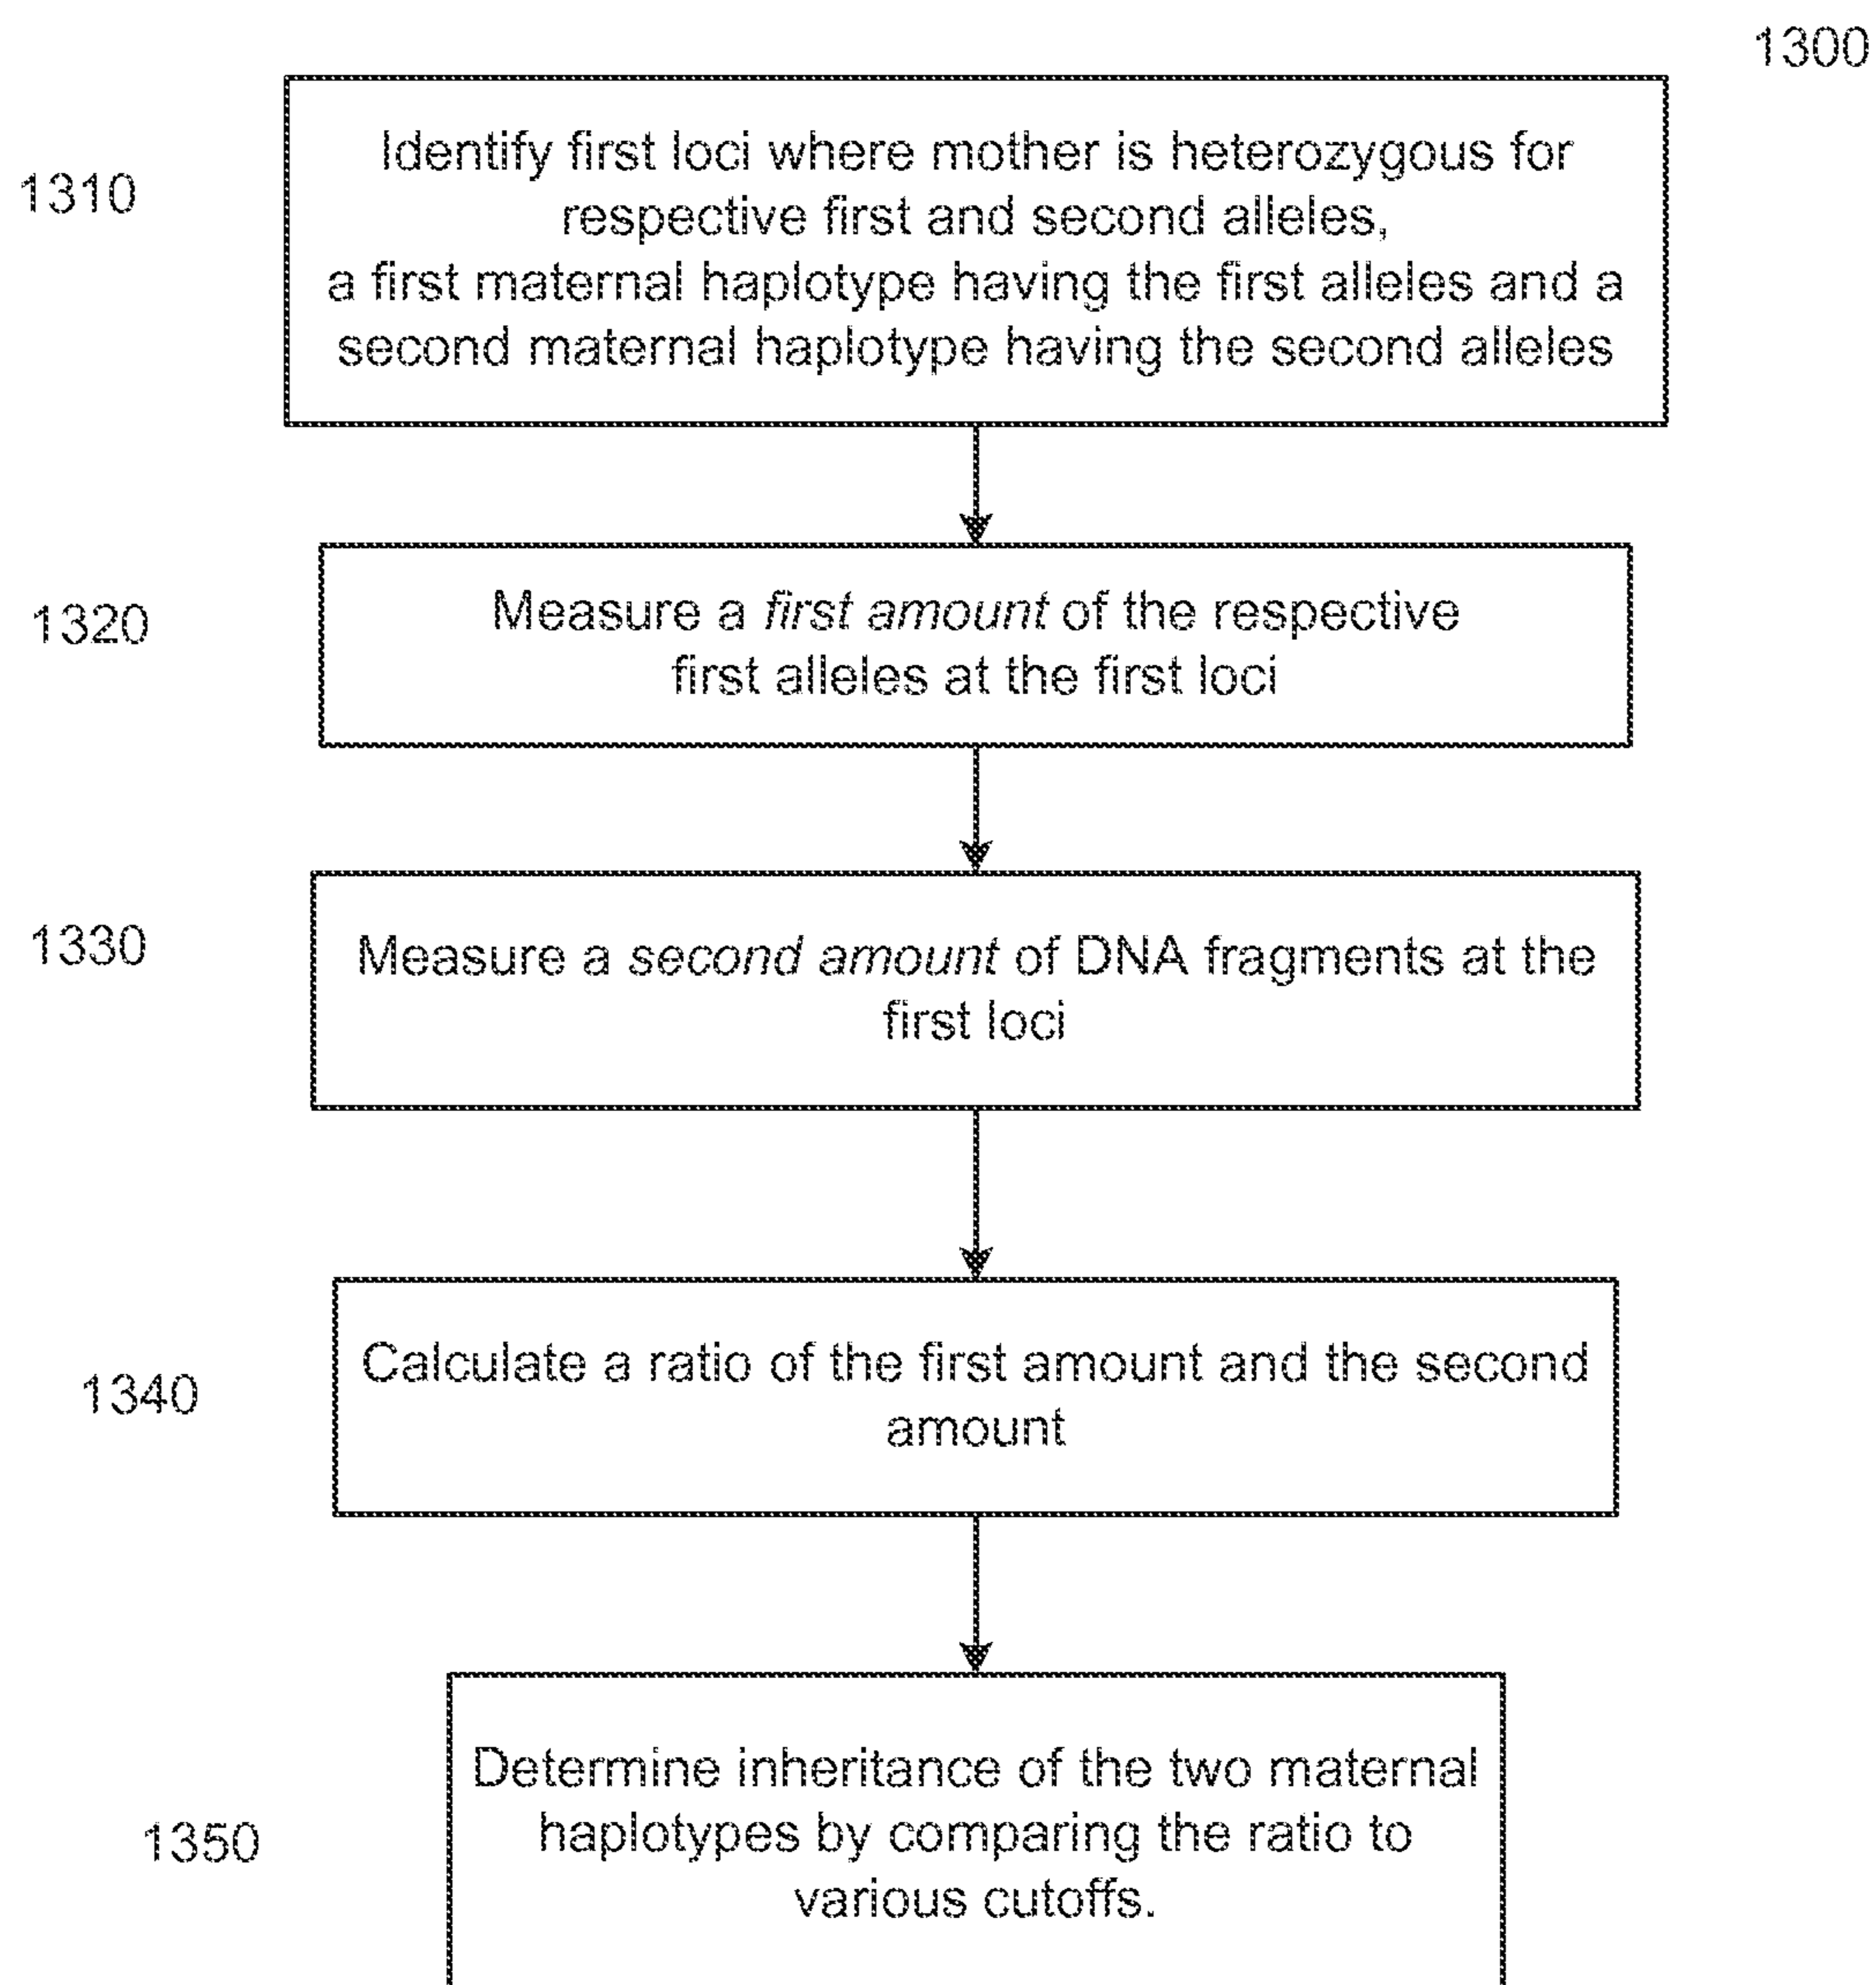 1300
1310
Identify first loci where mother is heterozygous for
respective first and second alleles,
a first maternal haplotype having the first alleles and a
second maternal haplotype having the second alleles
1320
Measure a first amount of the respective
first alleles at the first loci
1330
Measure a second amount of DNA fragments at the
first loci
1340
Calculate a ratio of the first amount and the second
amount
1350
Determine inheritance of the two maternal
haplotypes by comparing the ratio to
various cutoffs.